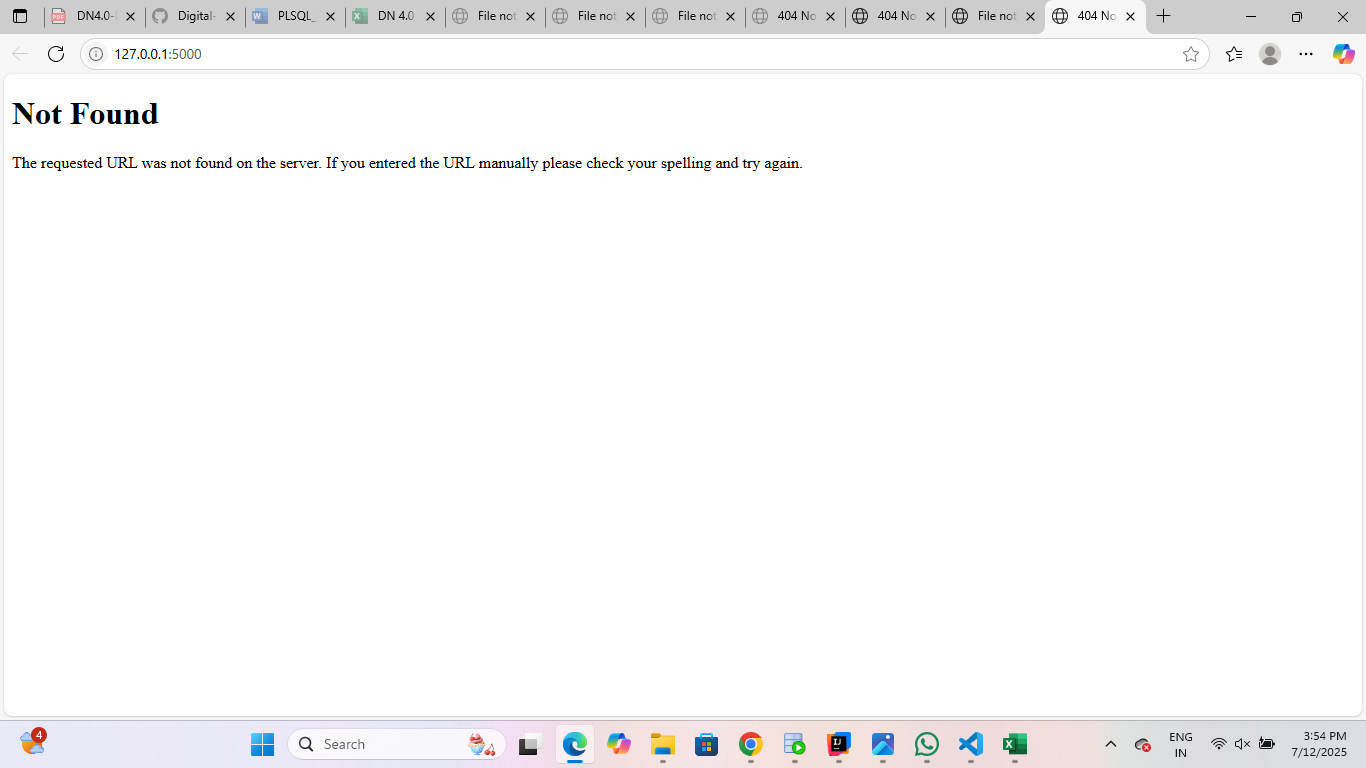 DN4.0-
Digital-
PLSQL_
DN 4.0
File not
File not
File not
404 No
404 No
File not
404 No
127.0.0.1:5000
Not Found
The requested URL was not found on the server. If you entered the URL manually please check your spelling and try again.
4
Search
ENG
IN
3:54 PM
7/12/2025